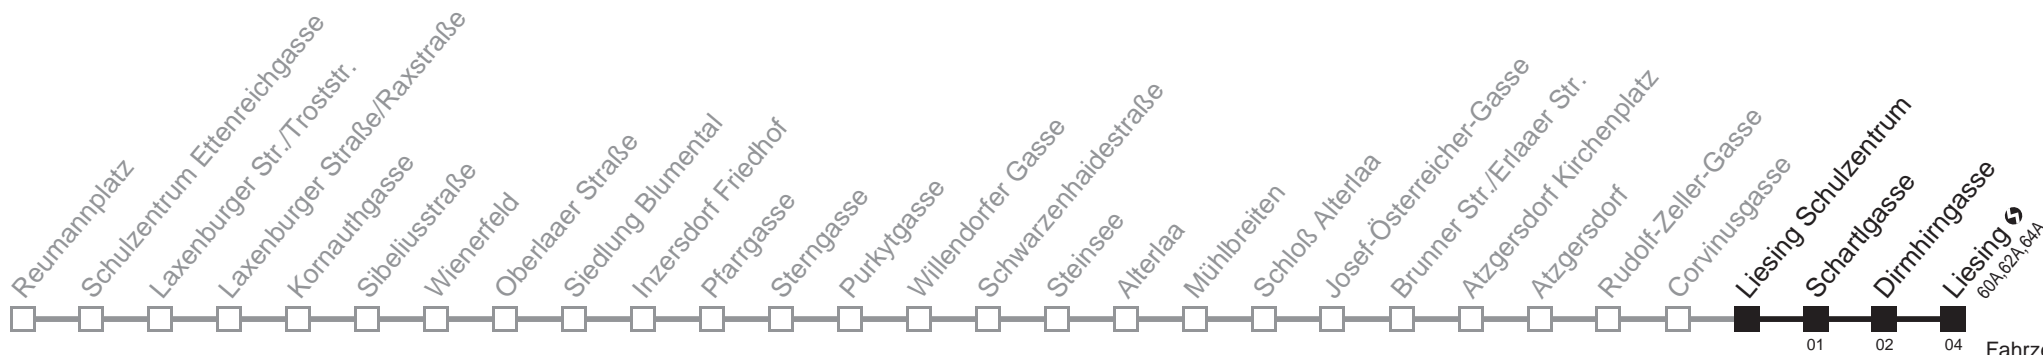 Reumannplatz
Schulzentrum Ettenreichgasse
Laxenburger Str./Troststr.
Laxenburger Straße/Raxstraße
Kornauthgasse
Sibeliusstraße
Wienerfeld
Oberlaaer Straße
Siedlung Blumental
Inzersdorf Friedhof
Pfarrgasse
Sterngasse
Purkytgasse
Willendorfer Gasse
Schwarzenhaidestraße
Steinsee
Alterlaa
Mühlbreiten
Schloß Alterlaa
Josef-Österreicher-Gasse
Brunner Str./Erlaaer Str.
Atzgersdorf Kirchenplatz
Atzgersdorf
Rudolf-Zeller-Gasse
Corvinusgasse
Liesing Schulzentrum
Schartlgasse
Dirmhirngasse
Liesing
60A,62A,64A
01 02 04 Fahrze